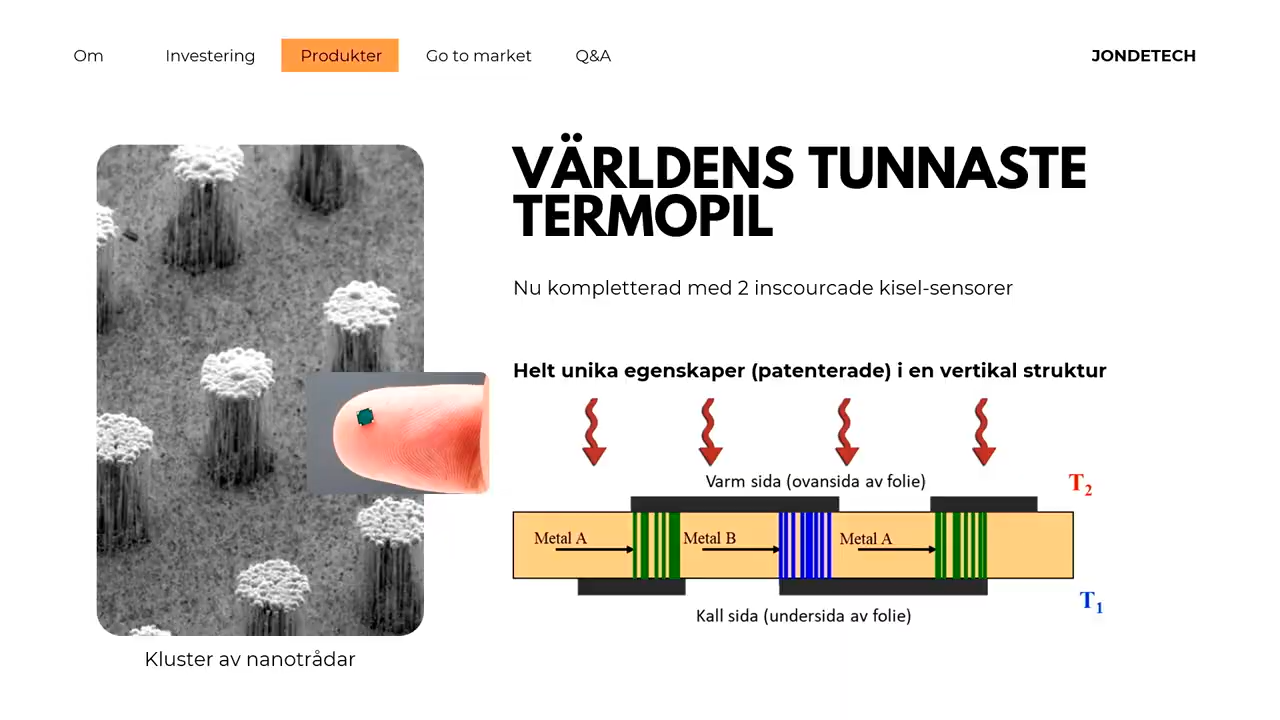 Om
Investering
Produkter
Go to market
Q&A
JONDETECH
VÄRLDENS TUNNASTE
TERMOPIL
Nu kompletterad med 2 inscourcade kisel-sensorer
Helt unika egenskaper (patenterade) i en vertikal struktur
Varm sida (ovansida av folie)
T2
Metal A
Metal B
Metal A
T1
Kall sida (undersida av folie)
Kluster av nanotrådar